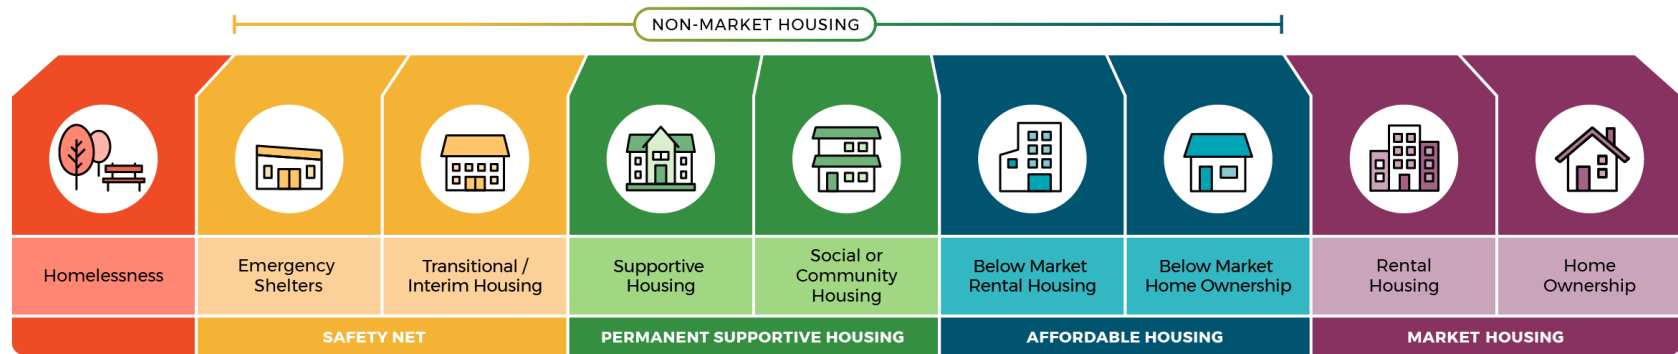 NON-MARKET HOUSING
Homelessness
Emergency
Shelters
Transitional /
Interim Housing
Supportive
Housing
Social or
Community
Housing
Below Market
Rental Housing
Below Market
Home Ownership
Rental
Housing
Home
Ownership
SAFETY NET
PERMANENT SUPPORTIVE HOUSING
AFFORDABLE HOUSING
MARKET HOUSING